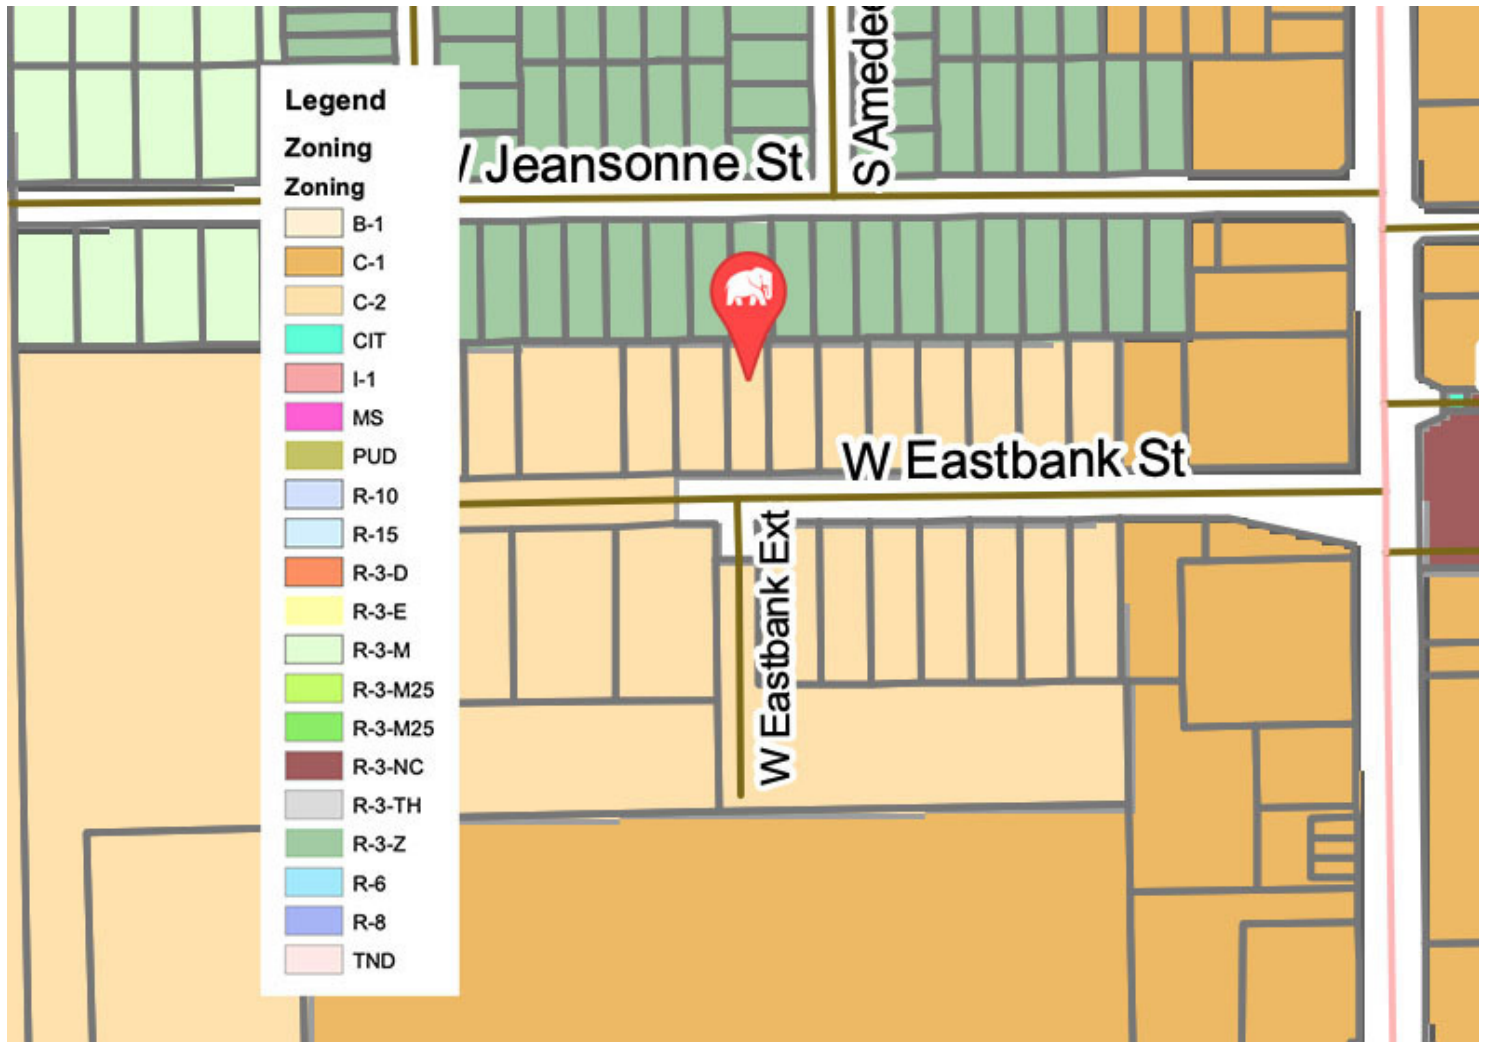 S Amedee
Legend
Zoning
Zoning
B-1
C-1
C-2
CIT
I-1
MS
PUD
R-10
R-15
R-3-D
R-3-E
R-3-M
R-3-M25
R-3-M25
R-3-NC
R-3-TH
R-3-Z
R-6
R-8
TND
Jeansonne St
W Eastbank St
W Eastbank Ext